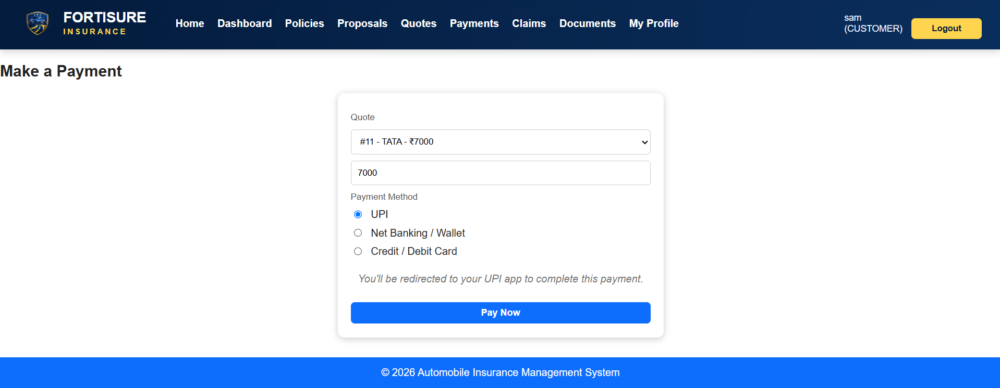 FORTISURE
INSURANCE
Home Dashboard Policies Proposals Quotes Payments Claims Documents My Profile
sam
(CUSTOMER)
Logout
Make a Payment
Quote
#11 - TATA - ₹7000
7000
Payment Method
UPI
Net Banking / Wallet
Credit / Debit Card
You'll be redirected to your UPI app to complete this payment.
Pay Now
© 2026 Automobile Insurance Management System